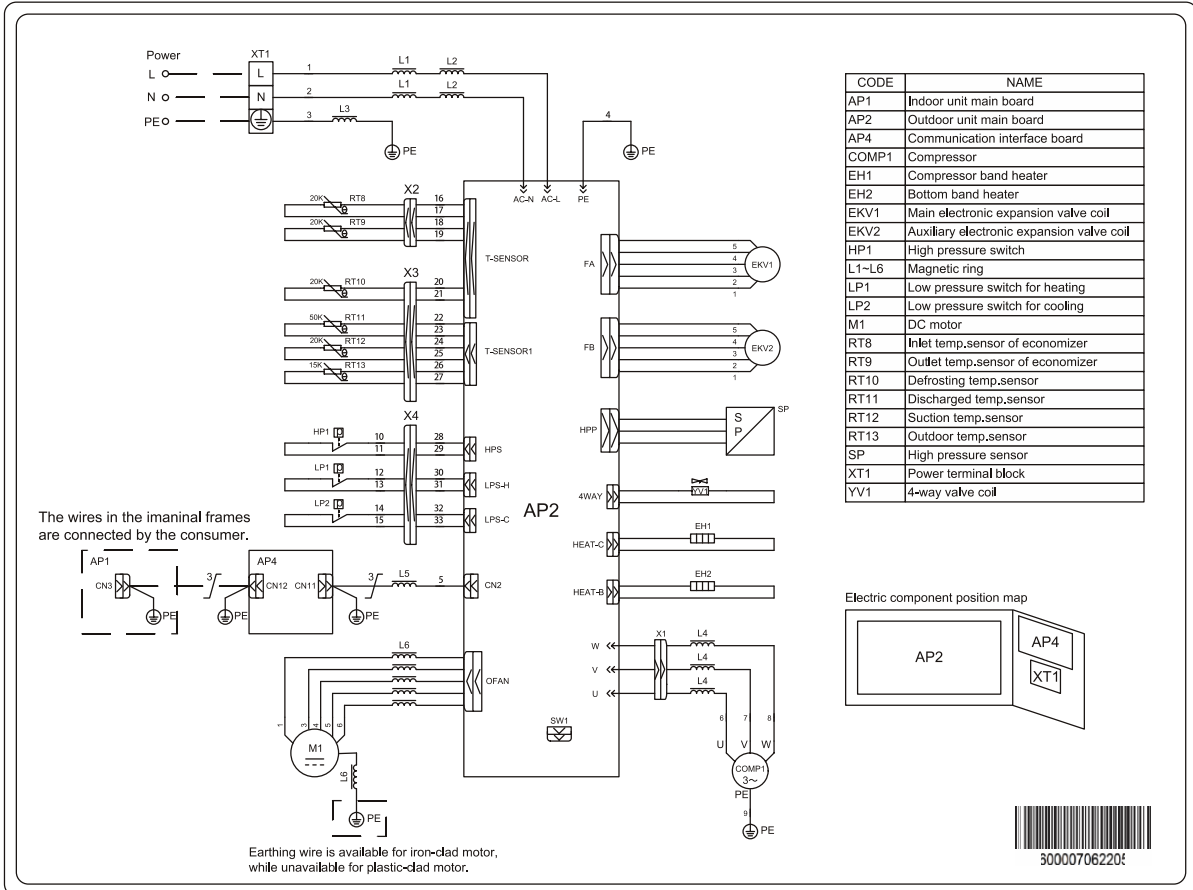 Power
XT1
L
L
1
L1
L2
N
N
2
L1
L2
PE
3
L3
PE
4
PE
AC-N
AC-L
PE
X2
20K
RT8
16
17
20K
RT9
18
19
T-SENSOR
X3
20K
RT10
20
21
50K
RT11
22
23
20K
RT12
24
25
T-SENSOR1
15K
RT13
26
27
X4
HP1
P
10
28
11
29
HPS
LP1
P
12
30
13
31
LPS-H
LP2
P
14
32
15
33
LPS-C
AP2
The wires in the imaninal frames
are connected by the consumer.
AP1
CN3
PE
3
PE
AP4
CN12
CN11
PE
3
L5
5
CN2
L6
OFAN
1
3
4
5
6
M1
L6
PE
Earthing wire is available for iron-clad motor,
while unavailable for plastic-clad motor.
SW1
FA
5
4
3
2
1
EKV1
FB
5
4
3
2
1
EKV2
HPP
S
P
SP
4WAY
YV1
HEAT-C
EH1
HEAT-B
EH2
W
V
U
X1
L4
L4
L4
6
7
8
U
V
W
COMP1
3~
PE
9
PE
CODE NAME
AP1 Indoor unit main board
AP2 Outdoor unit main board
AP4 Communication interface board
COMP1 Compressor
EH1 Compressor band heater
EH2 Bottom band heater
EKV1 Main electronic expansion valve coil
EKV2 Auxiliary electronic expansion valve coil
HP1 High pressure switch
L1~L6 Magnetic ring
LP1 Low pressure switch for heating
LP2 Low pressure switch for cooling
M1 DC motor
RT8 Inlet temp.sensor of economizer
RT9 Outlet temp.sensor of economizer
RT10 Defrosting temp.sensor
RT11 Discharged temp.sensor
RT12 Suction temp.sensor
RT13 Outdoor temp.sensor
SP High pressure sensor
XT1 Power terminal block
YV1 4-way valve coil
Electric component position map
AP2
AP4
XT1